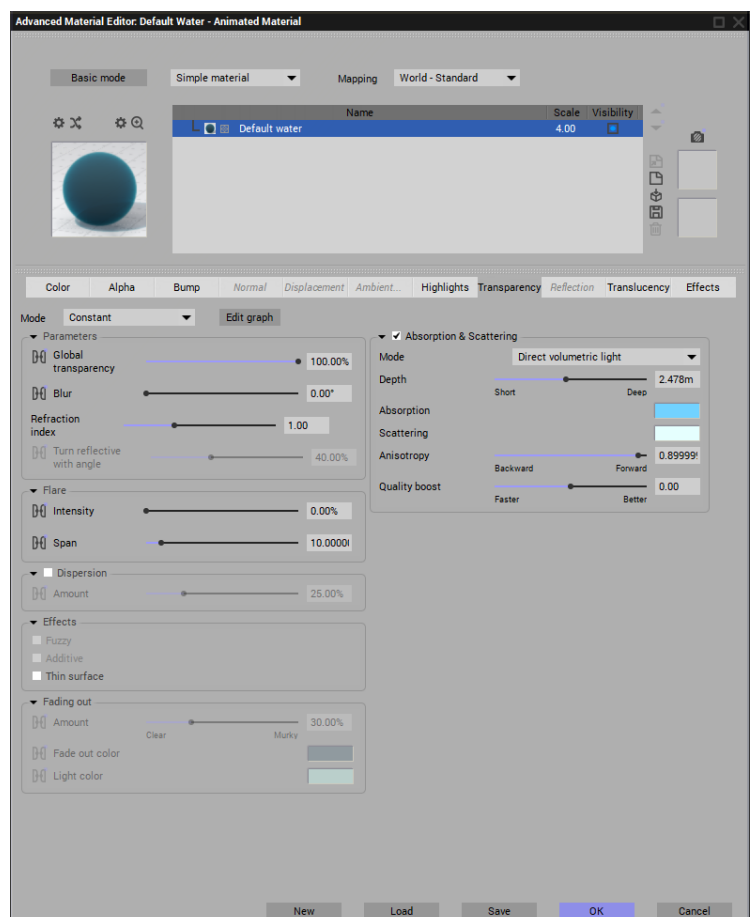 Advanced Material Editor: Default Water - Animated Material
Basic mode Simple material Mapping World - Standard
Name Scale Visibility
Default water 4.00
Color Alpha Bump Normal Displacement Ambient... Highlights Transparency Reflection Translucency Effects
Mode Constant Edit graph
Parameters
Global
transparency 100.00%
Blur 0.00°
Refraction
index 1.00
Turn reflective
with angle 40.00%
Flare
Intensity 0.00%
Span 10.0000
Dispersion
Amount 25.00%
Effects
Fuzzy
Additive
Thin surface
Fading out
Amount 30.00%
Clear Murky
Fade out color
Light color
Absorption & Scattering
Mode Direct volumetric light
Depth 2.478m
Short Deep
Absorption
Scattering
Anisotropy 0.89999
Backward Forward
Quality boost 0.00
Faster Better
New Load Save OK Cancel